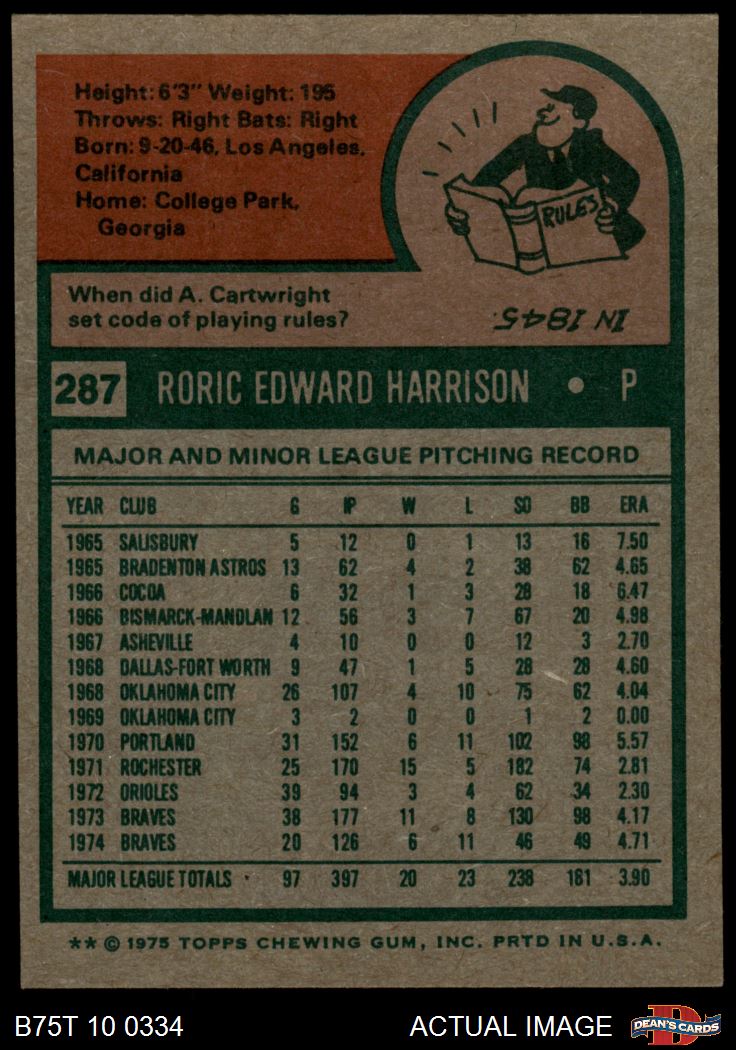 Height: 6'3" Weight: 195
Throws: Right Bats: Right
Born: 9-20-46, Los Angeles,
California
Home: College Park,
Georgia
RULES
When did A. Cartwright
set code of playing rules?
IN 1845.
287 RORIC EDWARD HARRISON • P
MAJOR AND MINOR LEAGUE PITCHING RECORD
YEAR CLUB G IP W L SO BB ERA
1965 SALISBURY 5 12 0 1 13 16 7.50
1965 BRADENTON ASTROS 13 62 4 2 38 62 4.65
1966 COCOA 6 32 1 3 28 18 6.47
1966 BISMARCK-MANDLAN 12 56 3 7 67 20 4.98
1967 ASHEVILLE 4 10 0 0 12 3 2.70
1968 DALLAS-FORT WORTH 9 47 1 5 28 28 4.60
1968 OKLAHOMA CITY 26 107 4 10 75 62 4.04
1969 OKLAHOMA CITY 3 2 0 0 1 2 0.00
1970 PORTLAND 31 152 6 11 102 98 5.57
1971 ROCHESTER 25 170 15 5 182 74 2.81
1972 ORIOLES 39 94 3 4 62 34 2.30
1973 BRAVES 38 177 11 8 130 98 4.17
1974 BRAVES 20 126 6 11 46 49 4.71
MAJOR LEAGUE TOTALS 97 397 20 23 238 181 3.90
** © 1975 TOPPS CHEWING GUM, INC. PRTD IN U.S.A.
B75T 10 0334 ACTUAL IMAGE DEAN'S CARDS